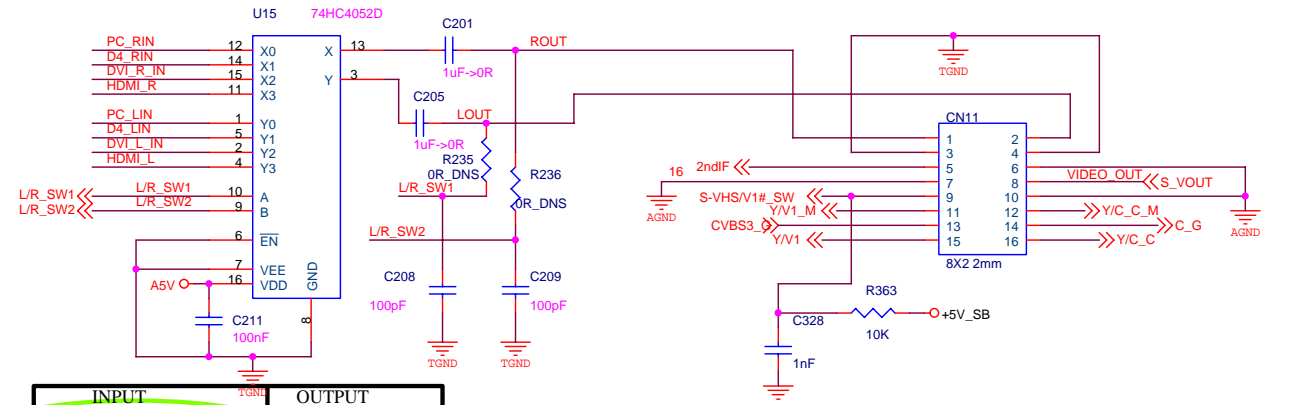 U15 74HC4052D
PC_RIN 12 X0
D4_RIN 14 X1
DVI_R_IN 15 X2
HDMI_R 11 X3
PC_LIN 1 Y0
D4_LIN 5 Y1
DVI_L_IN 2 Y2
HDMI_L 4 Y3
L/R_SW1 L/R_SW1 10 A
L/R_SW2 L/R_SW2 9 B
6 EN
7 VEE
A5V 16 VDD
GND
8
X 13
Y 3
C211
100nF
TGND
C201
1uF->0R
ROUT
C205
1uF->0R
LOUT
R235
0R_DNS
L/R_SW1
R236
0R_DNS
L/R_SW2
C208
100pF
TGND
C209
100pF
TGND
TGND
CN11
1 2
3 4
5 6
7 8
9 10
11 12
13 14
15 16
8X2 2mm
2ndIF
16
AGND
S-VHS/V1#_SW
Y/V1_M
CVBS3_G
Y/V1
VIDEO_OUT S_VOUT
Y/C_C_M
C_G
Y/C_C
AGND
R363
10K
+5V_SB
C328
1nF
INPUT OUTPUT